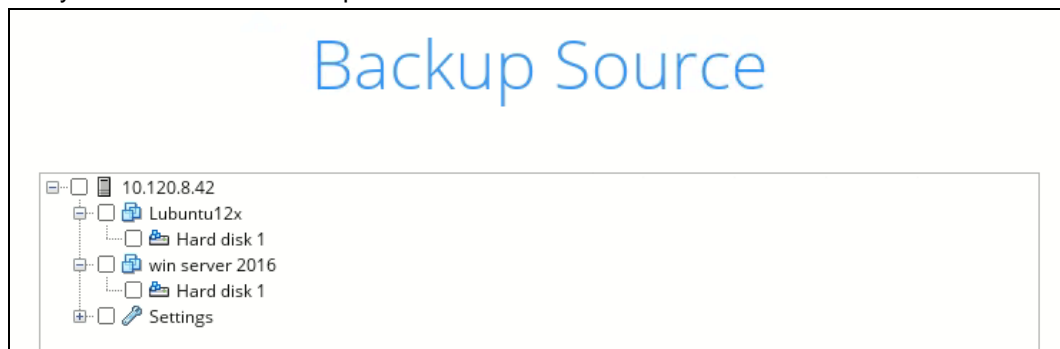 Backup Source
10.120.8.42
Lubuntu12x
Hard disk 1
win server 2016
Hard disk 1
Settings